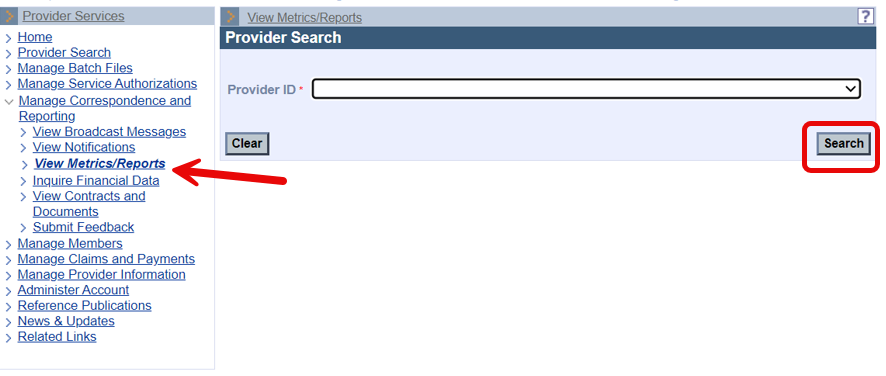 Provider Services
Home
Provider Search
Manage Batch Files
Manage Service Authorizations
Manage Correspondence and
Reporting
View Broadcast Messages
View Notifications
View Metrics/Reports
Inquire Financial Data
View Contracts and
Documents
Submit Feedback
Manage Members
Manage Claims and Payments
Manage Provider Information
Administer Account
Reference Publications
News & Updates
Related Links
View Metrics/Reports
?
Provider Search
Provider ID *
Clear
Search